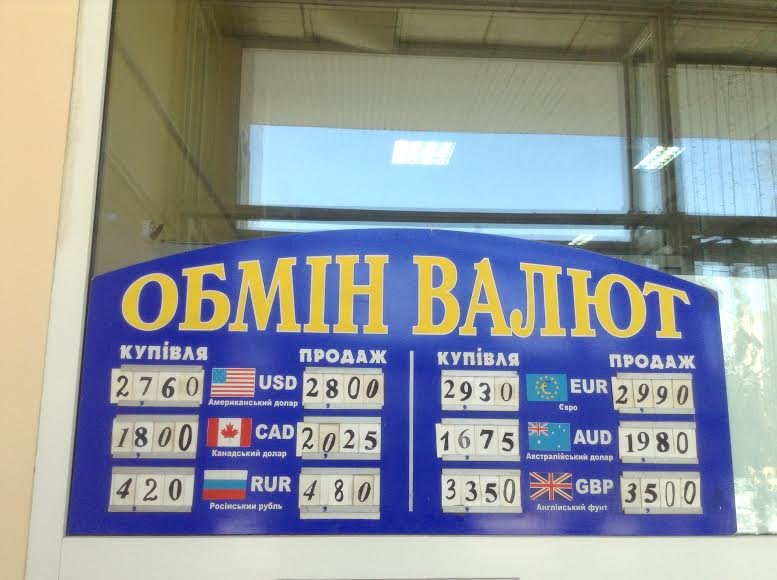 ОБМІН ВАЛЮТ
КУПІВЛЯ ПРОДАЖ
2760 USD 2800
Американський долар
1800 CAD 2025
Канадський долар
420 RUR 480
Російський рубль
КУПІВЛЯ ПРОДАЖ
2930 EUR 2990
Євро
1675 AUD 1980
Австралійський долар
3350 GBP 3500
Англійський фунт